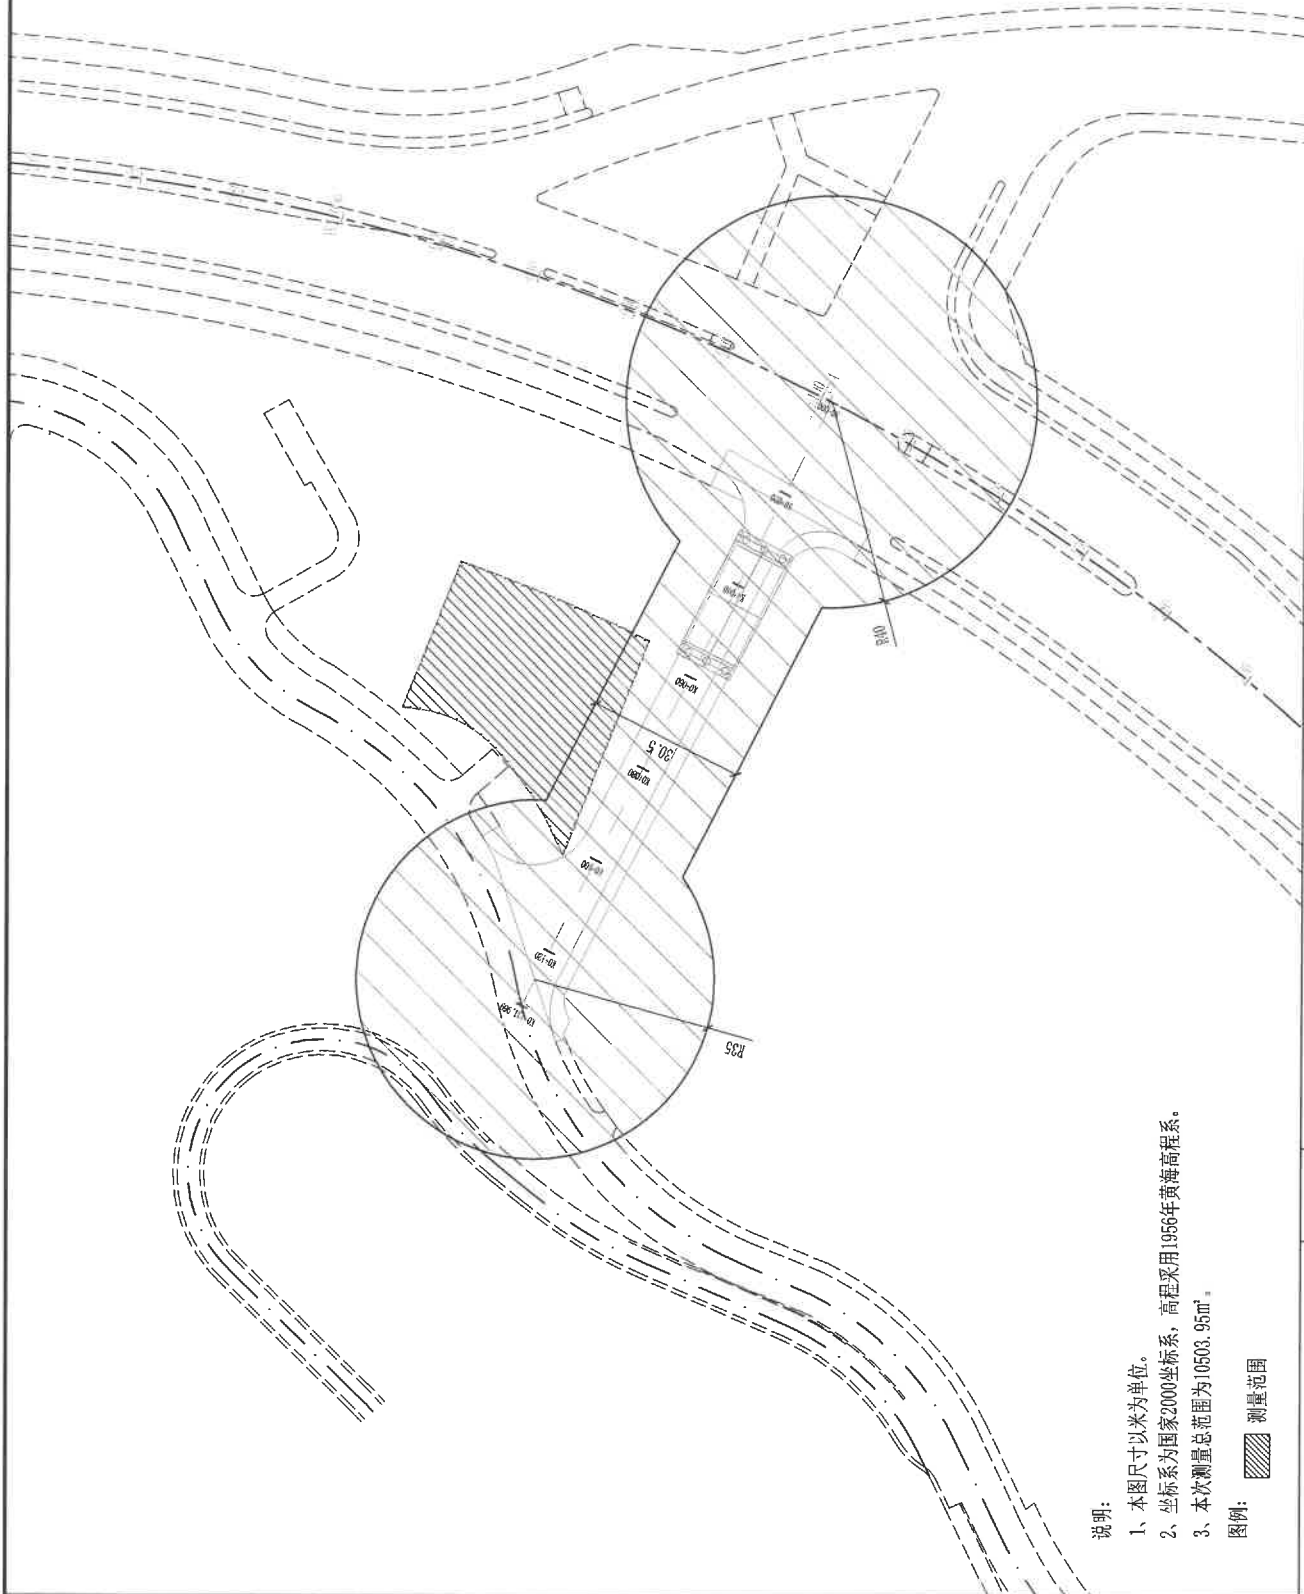 R40
R35
30.5
K0+060
K0+080
K0+100
K0+120
说明:
1、本图尺寸以米为单位。
2、坐标系为国家2000坐标系，高程采用1956年黄海高程系。
3、本次测量总范围为10503.95m²。
图例:
测量范围